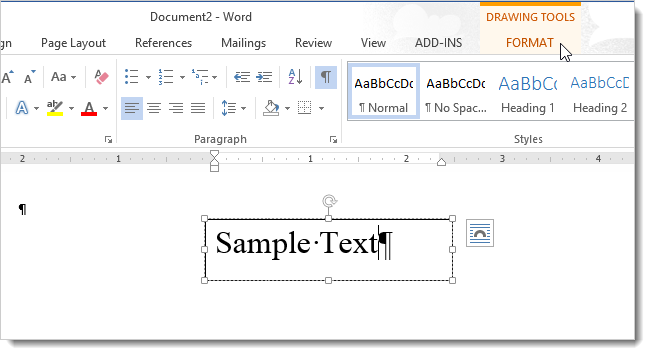 Document2 - Word
DRAWING TOOLS
gn Page Layout References Mailings Review View ADD-INS FORMAT
A A Aa
A ab A
AaBbCcDc AaBbCcDc AaBbCc AaBbCcD
¶ Normal ¶ No Spac... Heading 1 Heading 2
Paragraph Styles
2 1 1 2 3 4
¶
Sample·Text¶